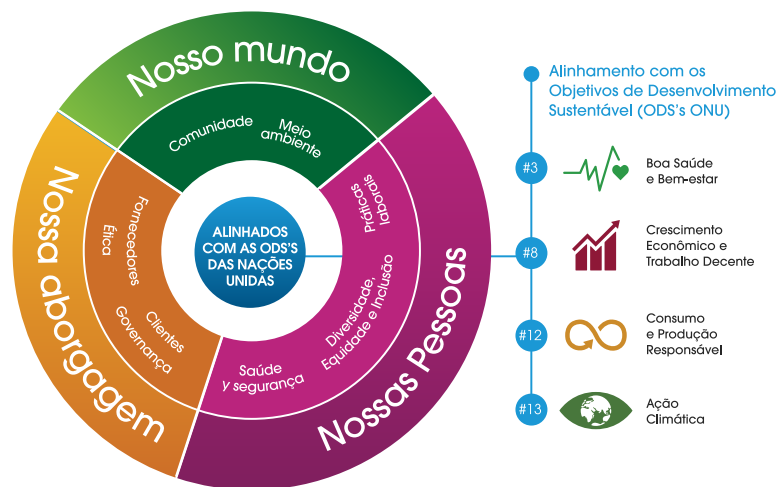 Nosso mundo
Comunidade
Meio
ambiente
Nossa aborgagem
Fornecedores
Ética
Clientes
Governança
Nossas Pessoas
Práticas
laborais
Diversidade,
Equidade e Inclusão
Saúde
y segurança
ALINHADOS
COM AS ODS'S
DAS NAÇÕES
UNIDAS
Alinhamento com os
Objetivos de Desenvolvimento
Sustentável (ODS's ONU)
#3
Boa Saúde
e Bem-estar
#8
Crescimento
Econômico e
Trabalho Decente
#12
Consumo
e Produção
Responsável
#13
Ação
Climática